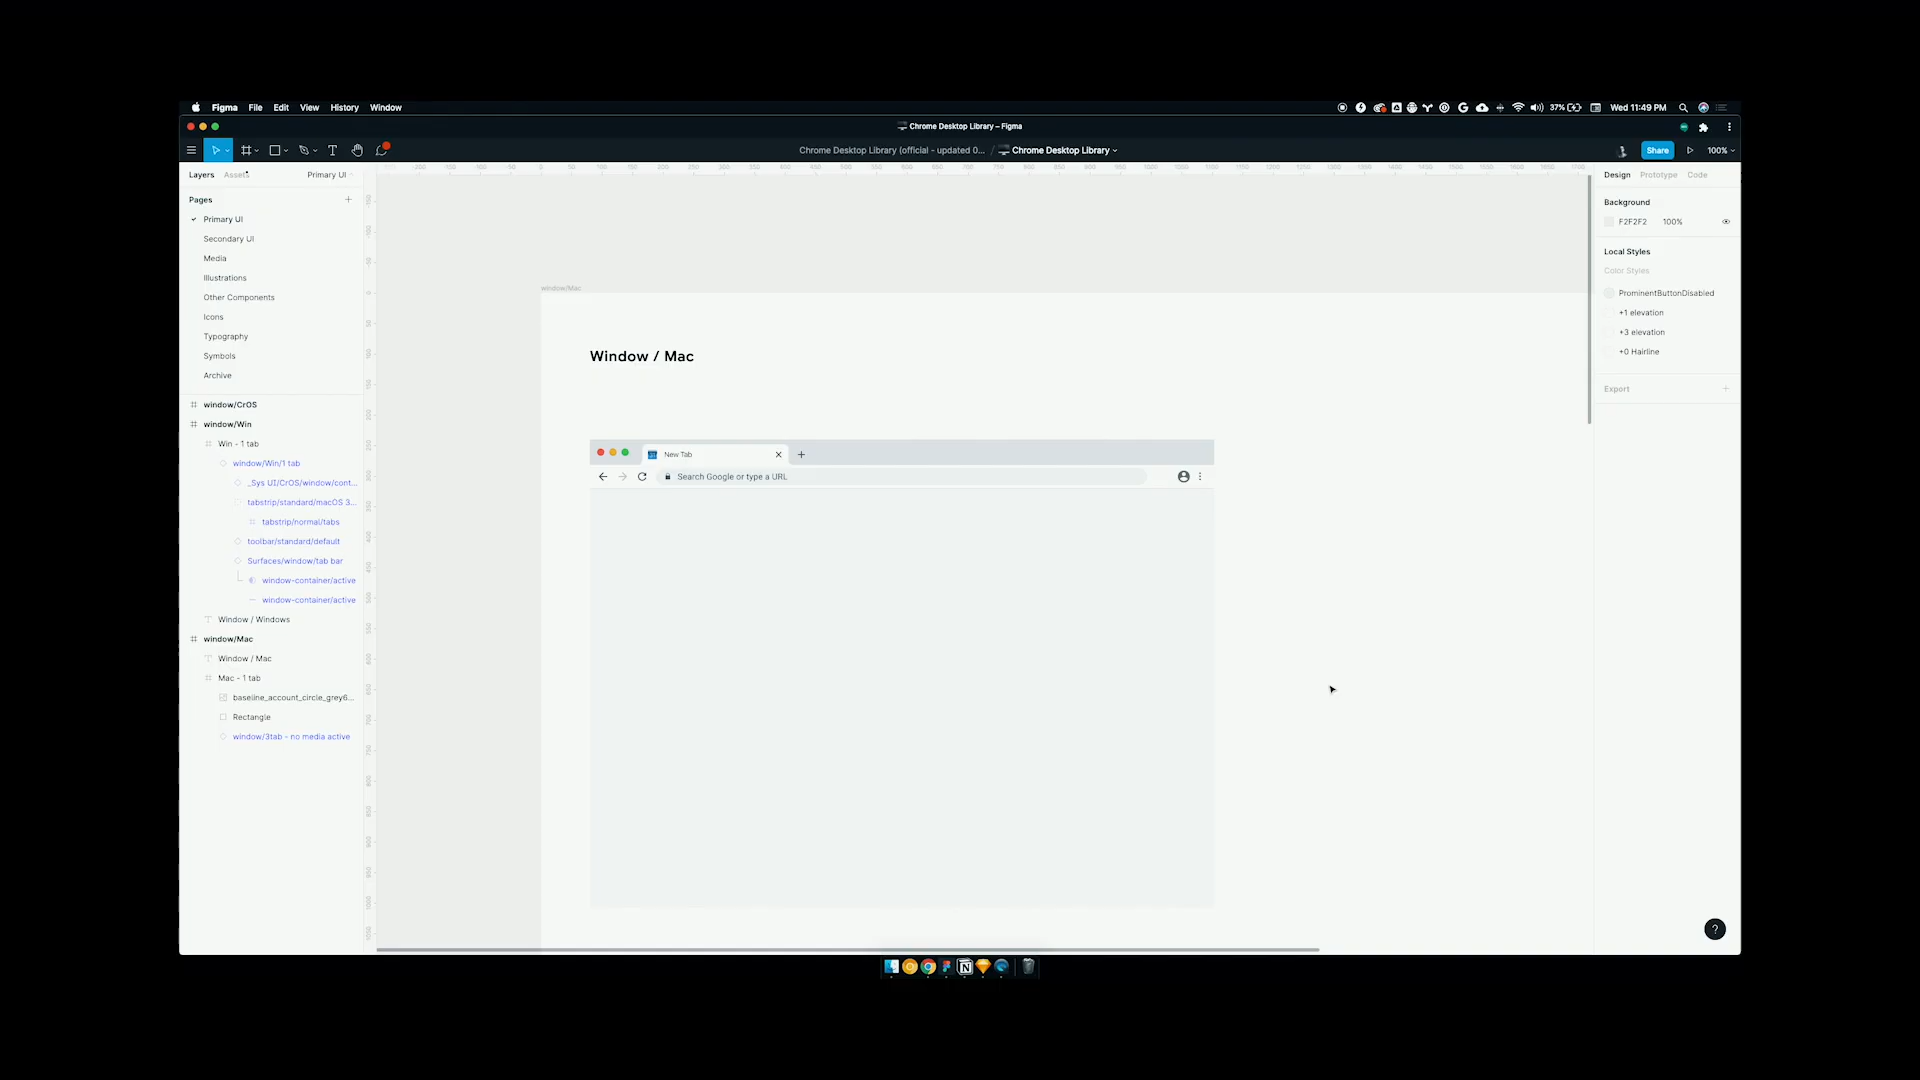 Figma File Edit View History Window
37% Wed 11:49 PM
Chrome Desktop Library – Figma
Chrome Desktop Library (official - updated 0... / Chrome Desktop Library
Share 100%
Layers Assets Primary UI
Pages
Primary UI
Secondary UI
Media
Illustrations
Other Components
Icons
Typography
Symbols
Archive
window/CrOS
window/Win
Win - 1 tab
window/Win/1 tab
_Sys UI/CrOS/window/cont...
tabstrip/standard/macOS 3...
tabstrip/normal/tabs
toolbar/standard/default
Surfaces/window/tab bar
window-container/active
window-container/active
Window / Windows
window/Mac
Window / Mac
Mac - 1 tab
baseline_account_circle_grey6...
Rectangle
window/3tab - no media active
window/Mac
Window / Mac
New Tab
Search Google or type a URL
Design Prototype Code
Background
F2F2F2 100%
Local Styles
Color Styles
ProminentButtonDisabled
+1 elevation
+3 elevation
+0 Hairline
Export
?